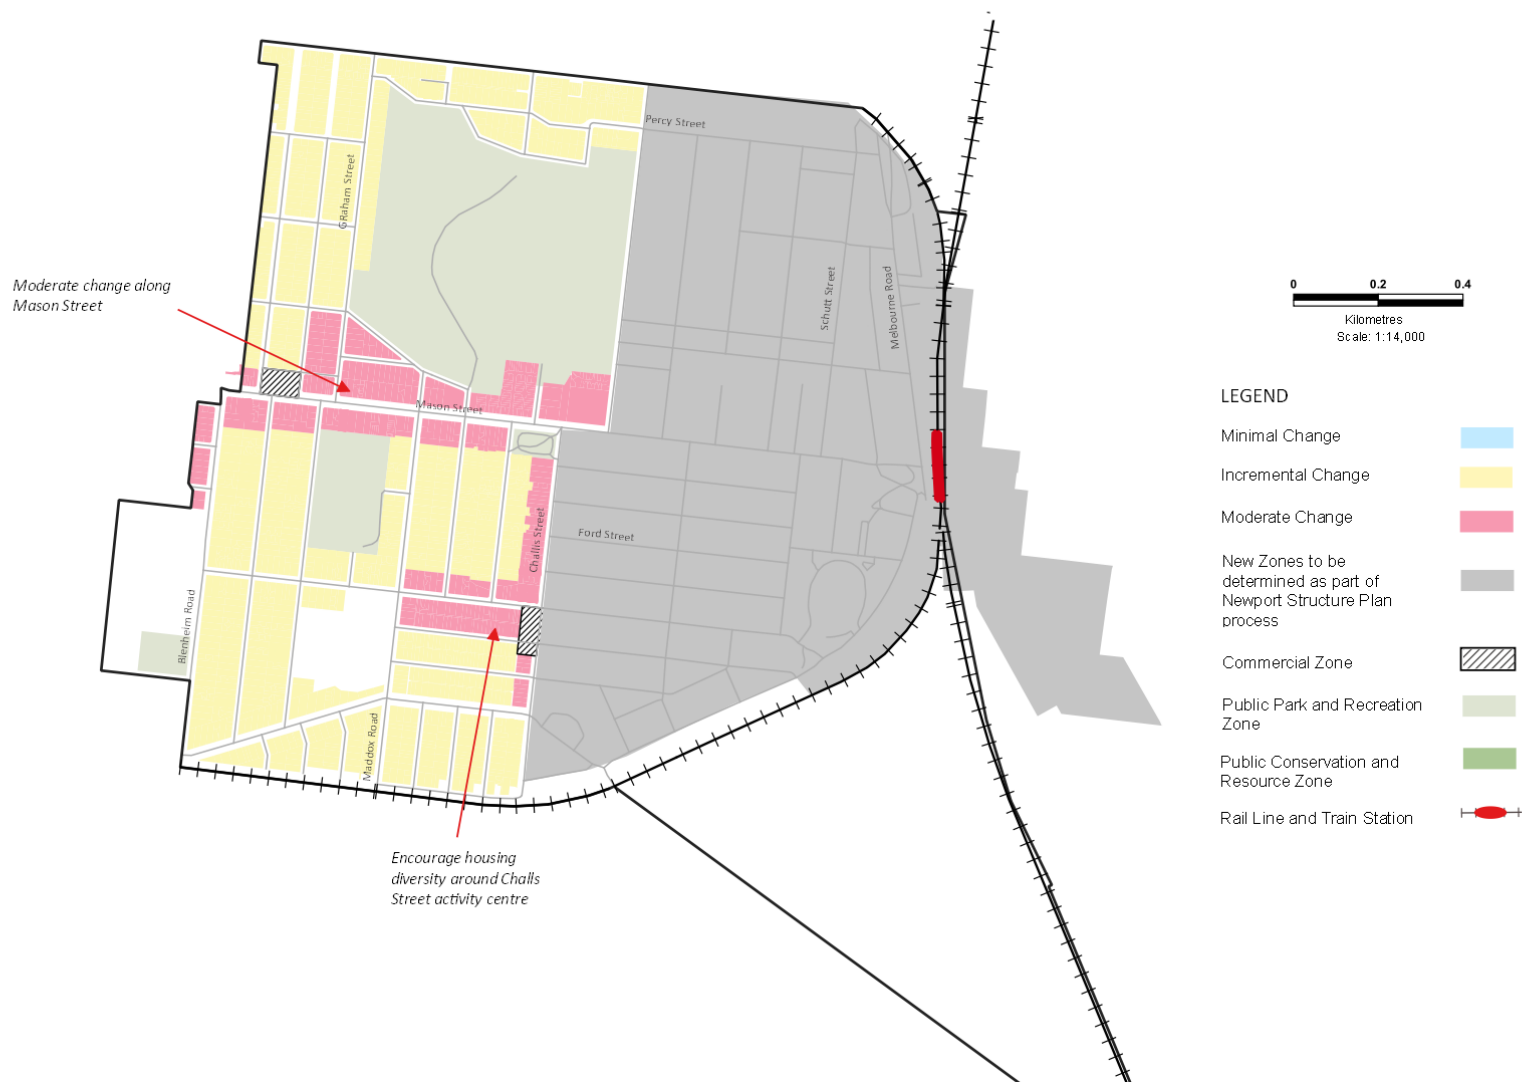 Percy Street
Graham Street
Moderate change along
Mason Street
Schutt Street
Melbourne Road
Mason Street
Challis Street
Ford Street
Blenheim Road
Maddox Road
Encourage housing
diversity around Challs
Street activity centre
0 0.2 0.4
Kilometres
Scale: 1:14,000
LEGEND
Minimal Change
Incremental Change
Moderate Change
New Zones to be
determined as part of
Newport Structure Plan
process
Commercial Zone
Public Park and Recreation
Zone
Public Conservation and
Resource Zone
Rail Line and Train Station